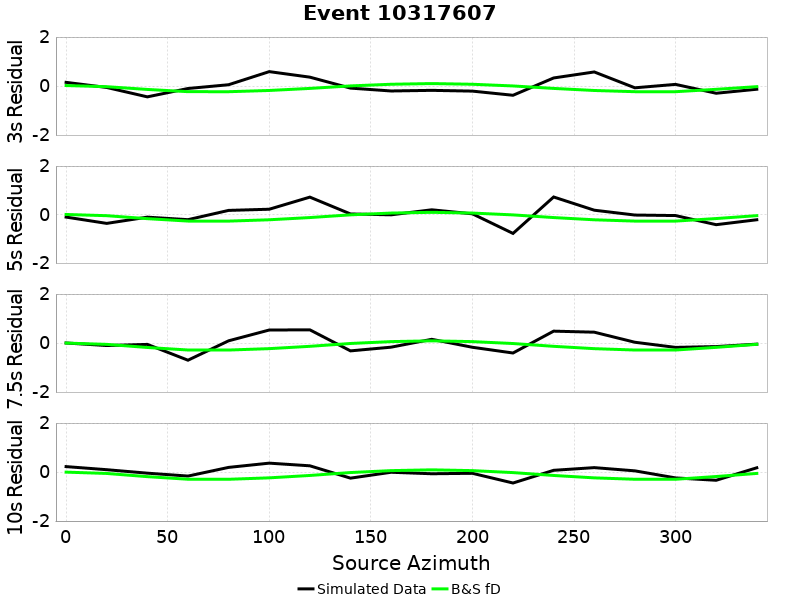 Event 10317607
3s Residual
2
0
-2
5s Residual
2
0
-2
7.5s Residual
2
0
-2
10s Residual
2
0
-2
0 50 100 150 200 250 300
Source Azimuth
Simulated Data B&S fD